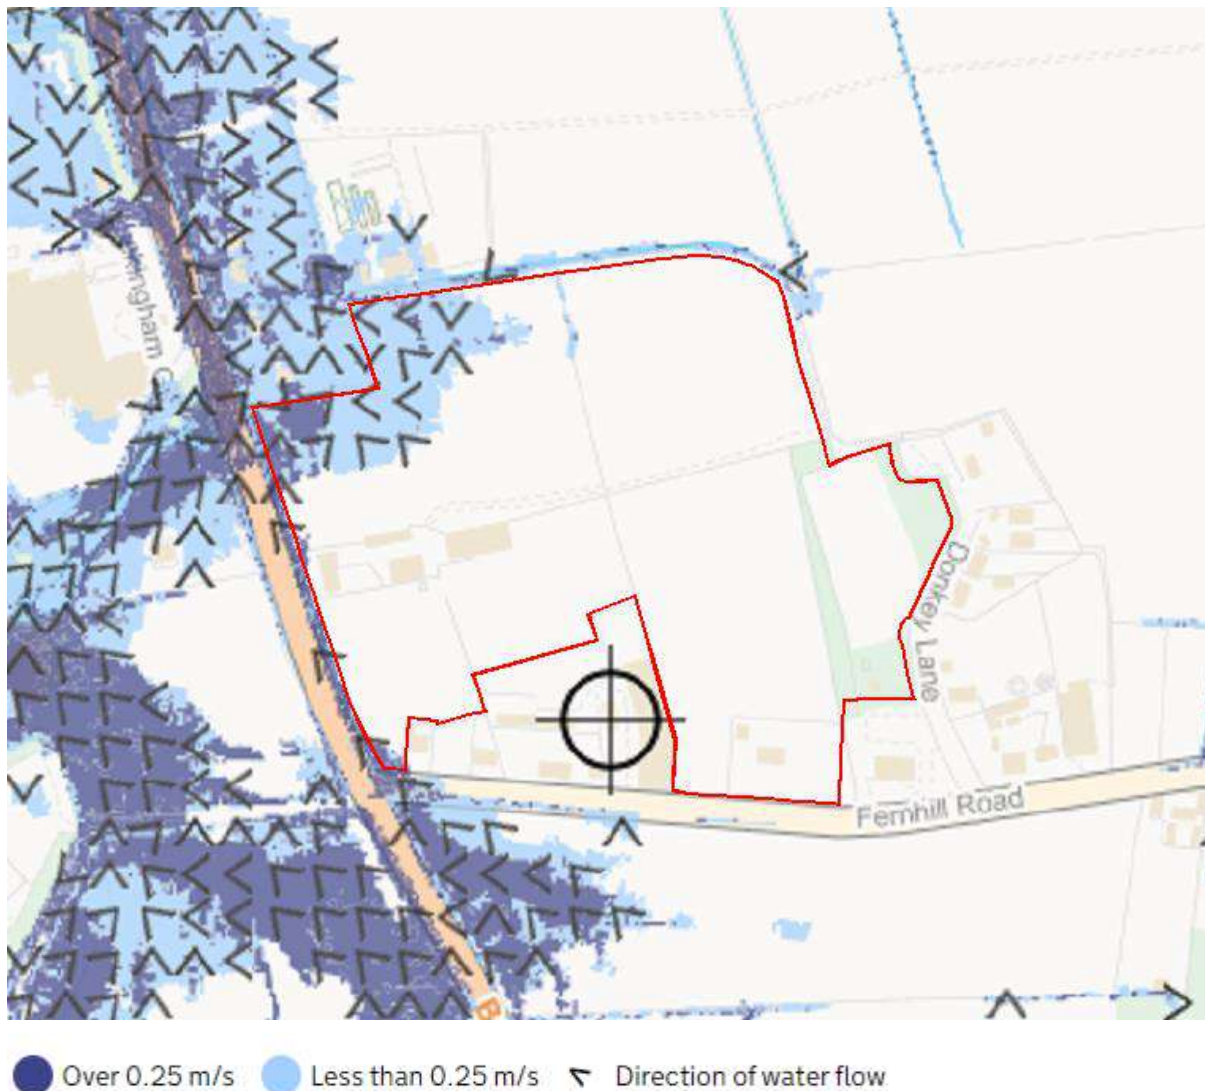 Donkey Lane
Fernhill Road
B
Over 0.25 m/s
Less than 0.25 m/s
Direction of water flow